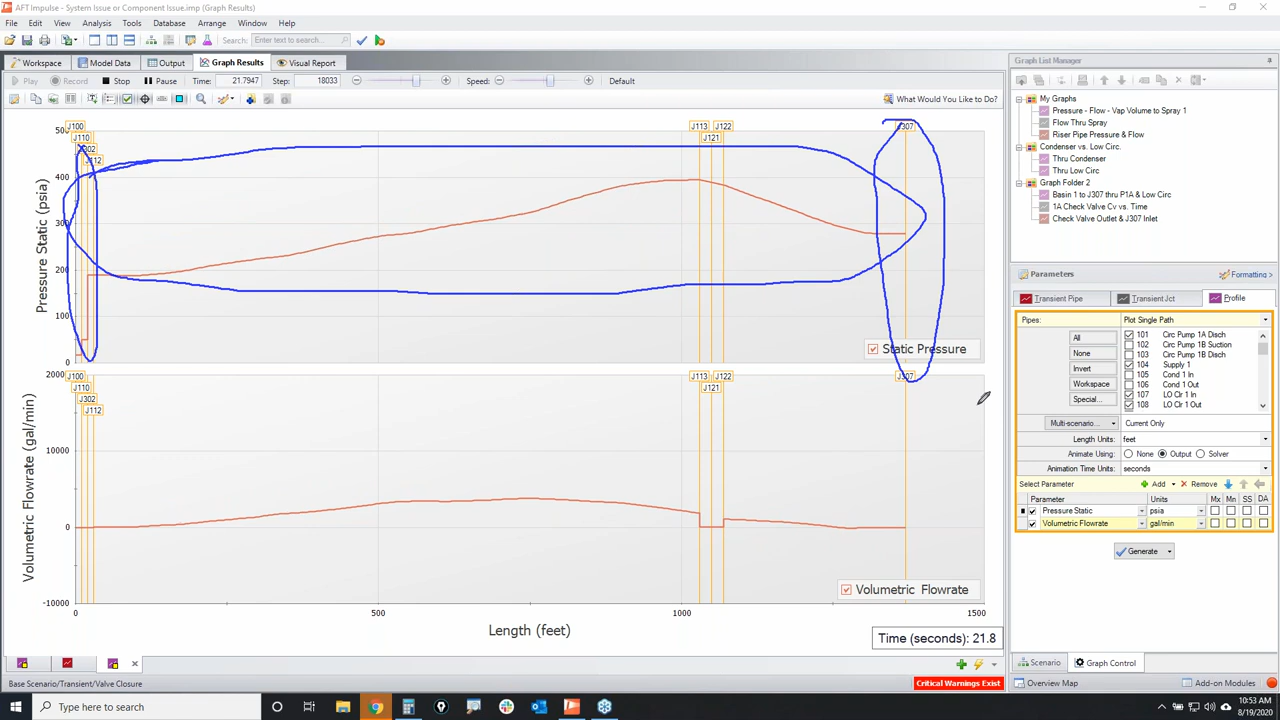 AFT Impulse - System Issue or Component Issue.imp (Graph Results)
File Edit View Analysis Tools Database Arrange Window Help
Search: Enter text to search...
Workspace Model Data Output Graph Results Visual Report
Play Record Stop Pause Time: 21.7947 Step: 18033 Speed: Default
What Would You Like to Do?
J100 J113 J122 J307
J110 J121
J302
J112
500
400
300
200
100
0
Pressure Static (psia)
Static Pressure
J100 J113 J122 J307
J110 J121
J302
J112
2000
10000
0
-10000
Volumetric Flowrate (gal/min)
Volumetric Flowrate
0 500 1000 1500
Length (feet)
Time (seconds): 21.8
Graph List Manager
My Graphs
Pressure - Flow - Vap Volume to Spray 1
Flow Thru Spray
Riser Pipe Pressure & Flow
Condenser vs. Low Circ.
Thru Condenser
Thru Low Circ
Graph Folder 2
Basin 1 to J307 thru P1A & Low Circ
1A Check Valve Cv vs. Time
Check Valve Outlet & J307 Inlet
Parameters Formatting >
Transient Pipe Transient Jct Profile
Pipes: Plot Single Path
All
None
Invert
Workspace
Special...
101 Circ Pump 1A Disch
102 Circ Pump 1B Suction
103 Circ Pump 1B Disch
104 Supply 1
105 Cond 1 In
106 Cond 1 Out
107 LO Clr 1 In
108 LO Clr 1 Out
Multi-scenario... Current Only
Length Units: feet
Animate Using: None Output Solver
Animation Time Units: seconds
Select Parameter Add Remove
Parameter Units Mx Mn SS DA
Pressure Static psia
Volumetric Flowrate gal/min
Generate
Scenario Graph Control
Base Scenario/Transient/Valve Closure Critical Warnings Exist Overview Map Add-on Modules
Type here to search
10:53 AM
8/19/2020